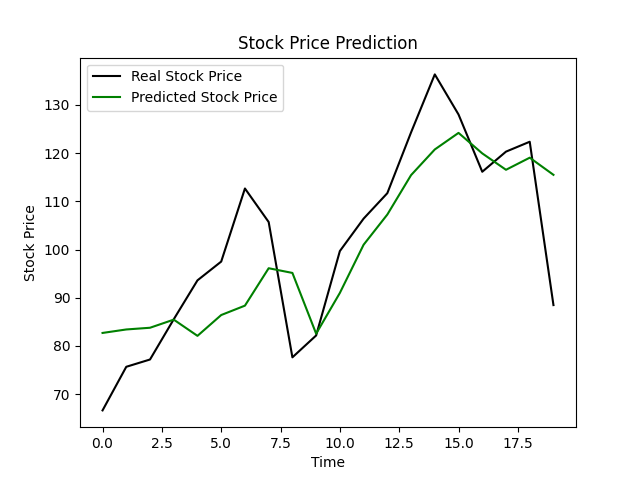 Stock Price Prediction
Real Stock Price
Predicted Stock Price
130
120
110
100
90
80
70
Stock Price
0.0 2.5 5.0 7.5 10.0 12.5 15.0 17.5
Time